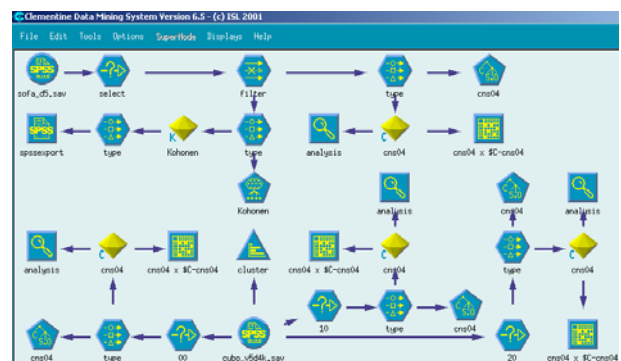 Clementine Data Mining System Version 6.5 - (c) ISL 2001
File Edit Tools Options SuperNode Displays Help
sofa_d5.sav select filter type cns04
spssexport type Kohonen type analysis cns04 cns04 x $C-cns04
Kohonen analysis cns04 analysis
analysis cns04 cns04 x $C-cns04 cluster cns04 x $C-cns04 cns04 type cns04
10 type cns04
cns04 type 00 cubo_v5d4k.sav 20 cns04 x $C-cns04